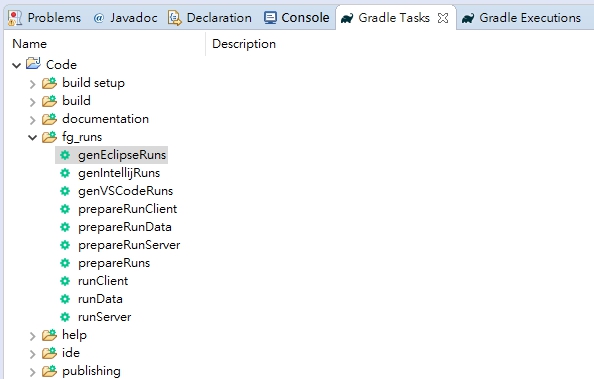 Problems @ Javadoc Declaration Console Gradle Tasks Gradle Executions
Name Description
Code
build setup
build
documentation
fg_runs
genEclipseRuns
genIntellijRuns
genVSCodeRuns
prepareRunClient
prepareRunData
prepareRunServer
prepareRuns
runClient
runData
runServer
help
ide
publishing